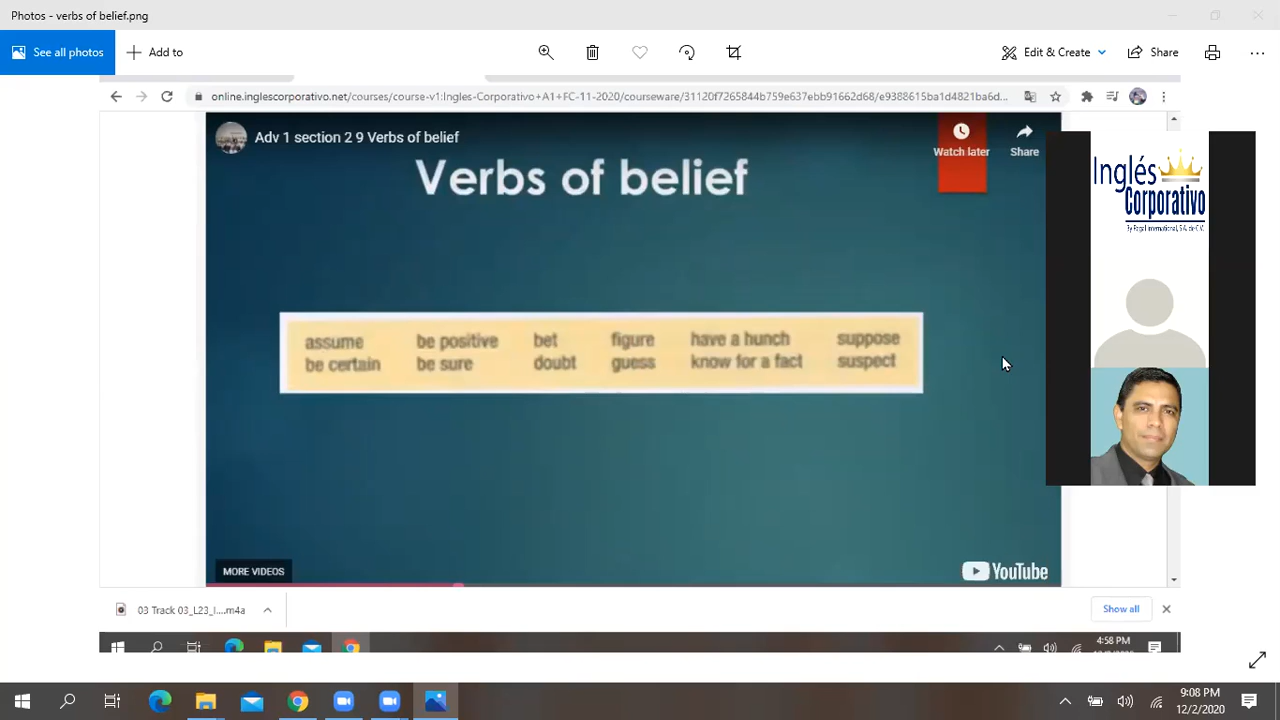 Photos - verbs of belief.png
See all photos
Add to
Edit & Create
Share
online.inglescorporativo.net/courses/course-v1:Ingles-Corporativo+A1+FC-11-2020/courseware/31120f7265844b759e637ebb91662d68/e9388615ba1d4821ba6d...
Adv 1 section 2 9 Verbs of belief
Watch later
Share
Verbs of belief
Inglés
Corporativo
By Regal International, S.A. de C.V.
assume be positive bet figure have a hunch suppose
be certain be sure doubt guess know for a fact suspect
MORE VIDEOS
YouTube
03 Track 03_L23_I....m4a
Show all
4:58 PM
9:08 PM
12/2/2020